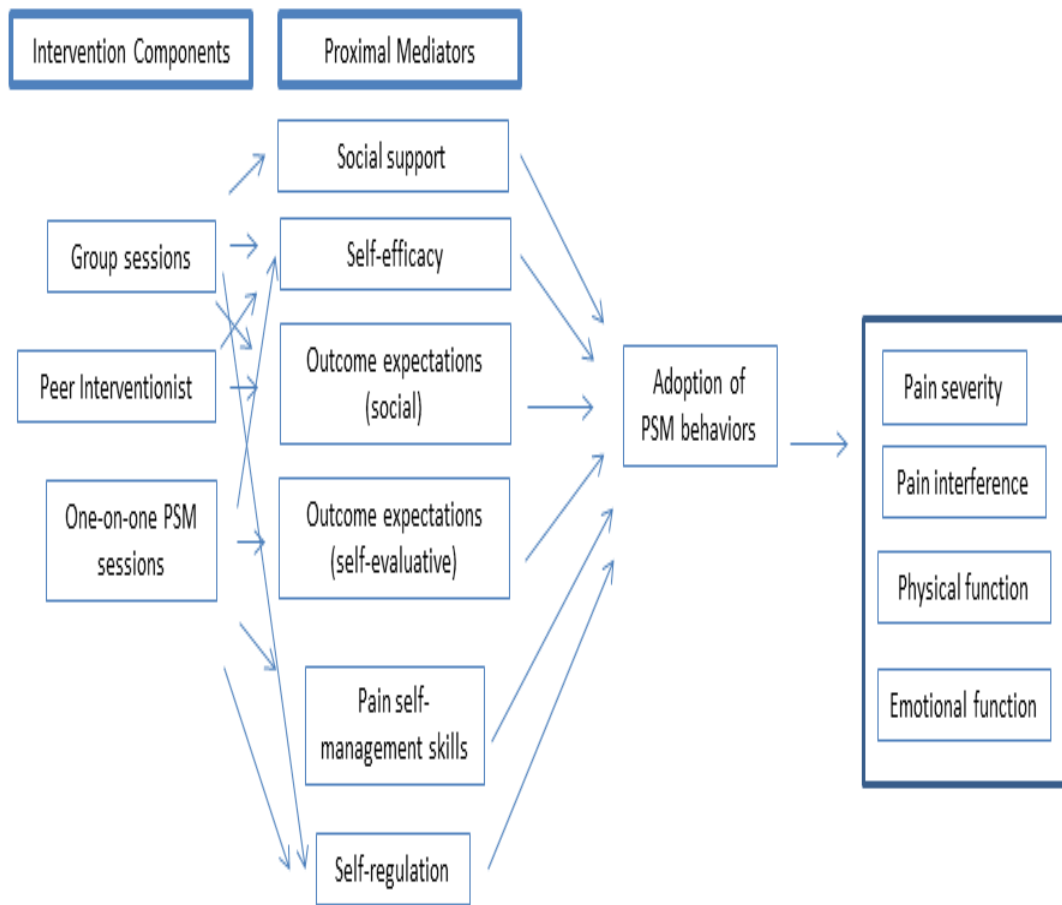 Intervention Components
Proximal Mediators
Social support
Group sessions
Self-efficacy
Peer Interventionist
Outcome expectations
(social)
One-on-one PSM
sessions
Outcome expectations
(self-evaluative)
Pain self-
management skills
Self-regulation
Adoption of
PSM behaviors
Pain severity
Pain interference
Physical function
Emotional function